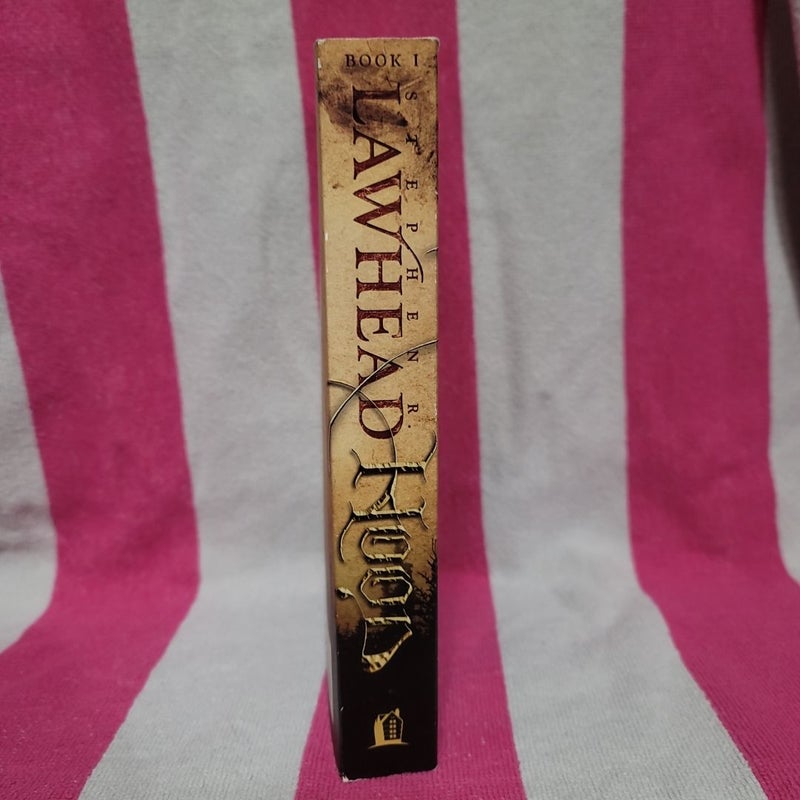 BOOK I
STEPHEN R.
LAWHEAD
Hood